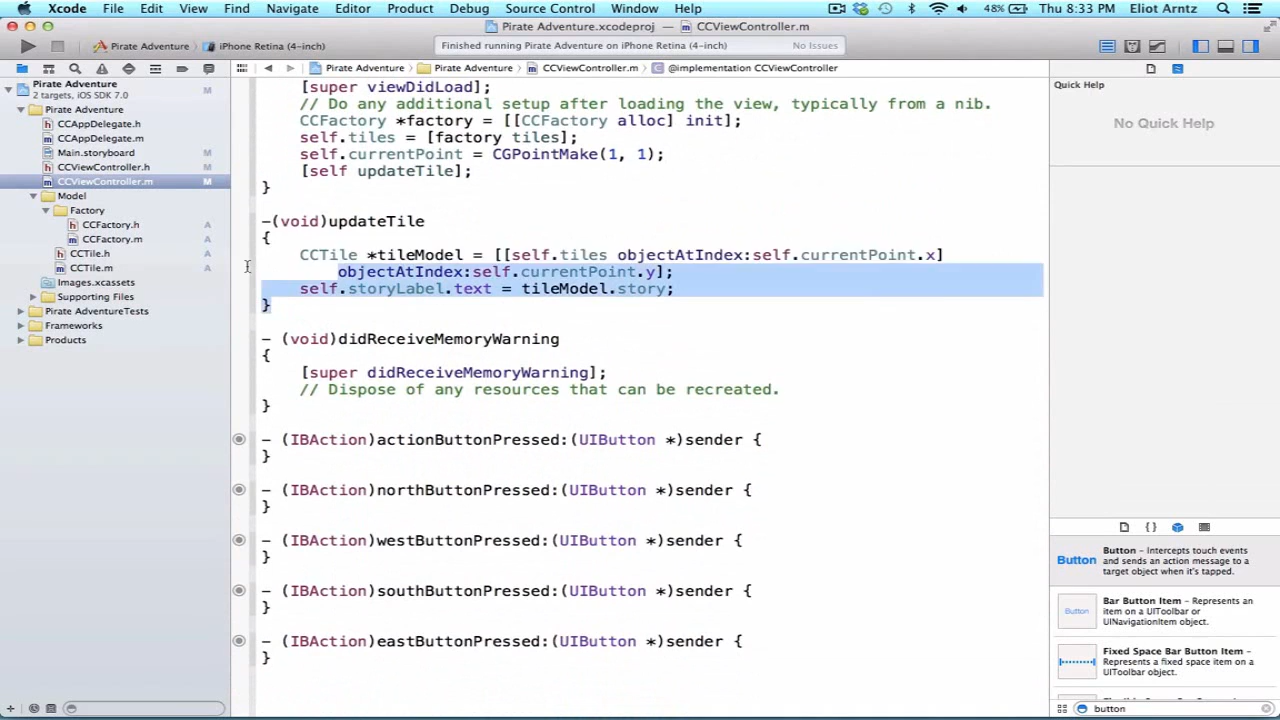 Xcode File Edit View Find Navigate Editor Product Debug Source Control Window Help 48% Thu 8:33 PM Eliot Arntz
Pirate Adventure.xcodeproj — CCViewController.m
Pirate Adventure iPhone Retina (4-inch) Finished running Pirate Adventure on iPhone Retina (4-inch) No Issues
Pirate Adventure Pirate Adventure CCViewController.m @implementation CCViewController
Pirate Adventure M
2 targets, iOS SDK 7.0
Pirate Adventure
CCAppDelegate.h
CCAppDelegate.m
Main.storyboard M
CCViewController.h M
CCViewController.m M
Model
Factory
CCFactory.h A
CCFactory.m A
CCTile.h A
CCTile.m A
Images.xcassets
Supporting Files
Pirate AdventureTests
Frameworks
Products
[super viewDidLoad];
// Do any additional setup after loading the view, typically from a nib.
CCFactory *factory = [[CCFactory alloc] init];
self.tiles = [factory tiles];
self.currentPoint = CGPointMake(1, 1);
[self updateTile];
}
-(void)updateTile
{
CCTile *tileModel = [[self.tiles objectAtIndex:self.currentPoint.x]
objectAtIndex:self.currentPoint.y];
self.storyLabel.text = tileModel.story;
}
- (void)didReceiveMemoryWarning
{
[super didReceiveMemoryWarning];
// Dispose of any resources that can be recreated.
}
- (IBAction)actionButtonPressed:(UIButton *)sender {
}
- (IBAction)northButtonPressed:(UIButton *)sender {
}
- (IBAction)westButtonPressed:(UIButton *)sender {
}
- (IBAction)southButtonPressed:(UIButton *)sender {
}
- (IBAction)eastButtonPressed:(UIButton *)sender {
}
Quick Help
No Quick Help
{ }
Button
Button – Intercepts touch events
and sends an action message to a
target object when it's tapped.
Button
Bar Button Item – Represents an
item on a UIToolbar or
UINavigationItem object.
Fixed Space Bar Button Item –
Represents a fixed space item on a
UIToolbar object.
button